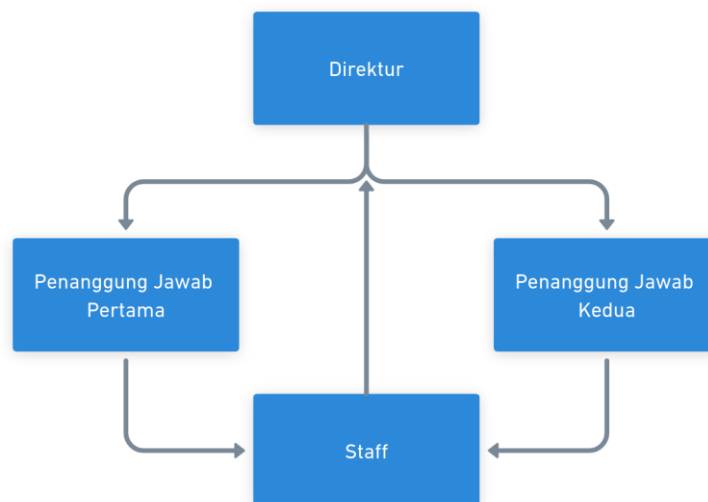 Direktur
Penanggung Jawab
Pertama
Penanggung Jawab
Kedua
Staff